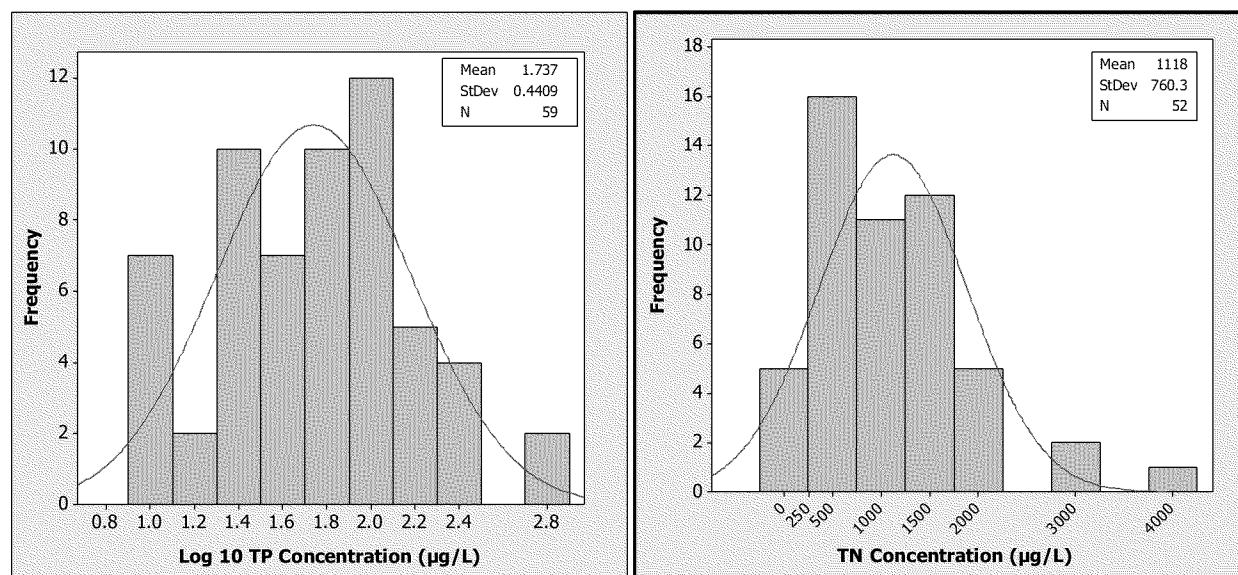 Mean 1.737
StDev 0.4409
N 59
12
10
8
6
4
2
0
Frequency
0.8 1.0 1.2 1.4 1.6 1.8 2.0 2.2 2.4 2.8
Log 10 TP Concentration (µg/L)
Mean 1118
StDev 760.3
N 52
18
16
14
12
10
8
6
4
2
0
Frequency
0 250 500 1000 1500 2000 3000 4000
TN Concentration (µg/L)